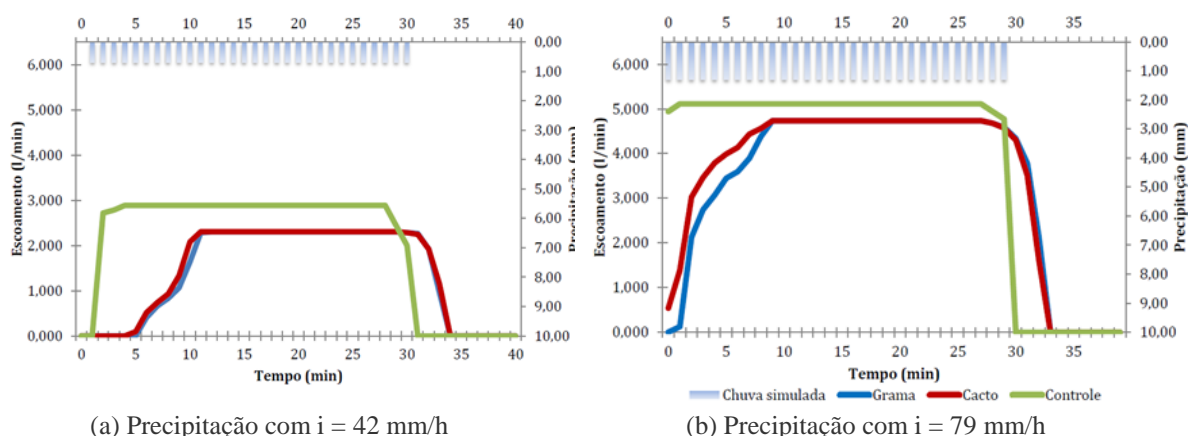 0 5 10 15 20 25 30 35 40
6,000
5,000
4,000
3,000
2,000
1,000
0,000
Escoamento (l/min)
0,00
1,00
2,00
3,00
4,00
5,00
6,00
7,00
8,00
9,00
10,00
Precipitação (mm)
0 5 10 15 20 25 30 35 40
Tempo (min)
(a) Precipitação com i = 42 mm/h
0 5 10 15 20 25 30 35
6,000
5,000
4,000
3,000
2,000
1,000
0,000
Escoamento (l/min)
0,00
1,00
2,00
3,00
4,00
5,00
6,00
7,00
8,00
9,00
10,00
Precipitação (mm)
0 5 10 15 20 25 30 35
Tempo (min)
Chuva simulada Grama Cacto Controle
(b) Precipitação com i = 79 mm/h